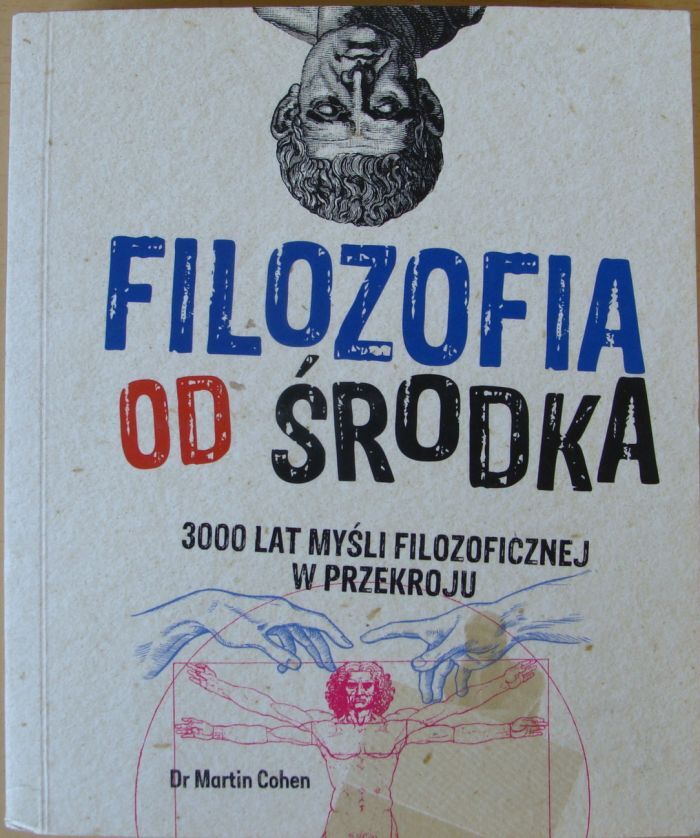 FILOZOFIA
OD ŚRODKA
3000 LAT MYŚLI FILOZOFICZNEJ
W PRZEKROJU
Dr Martin Cohen